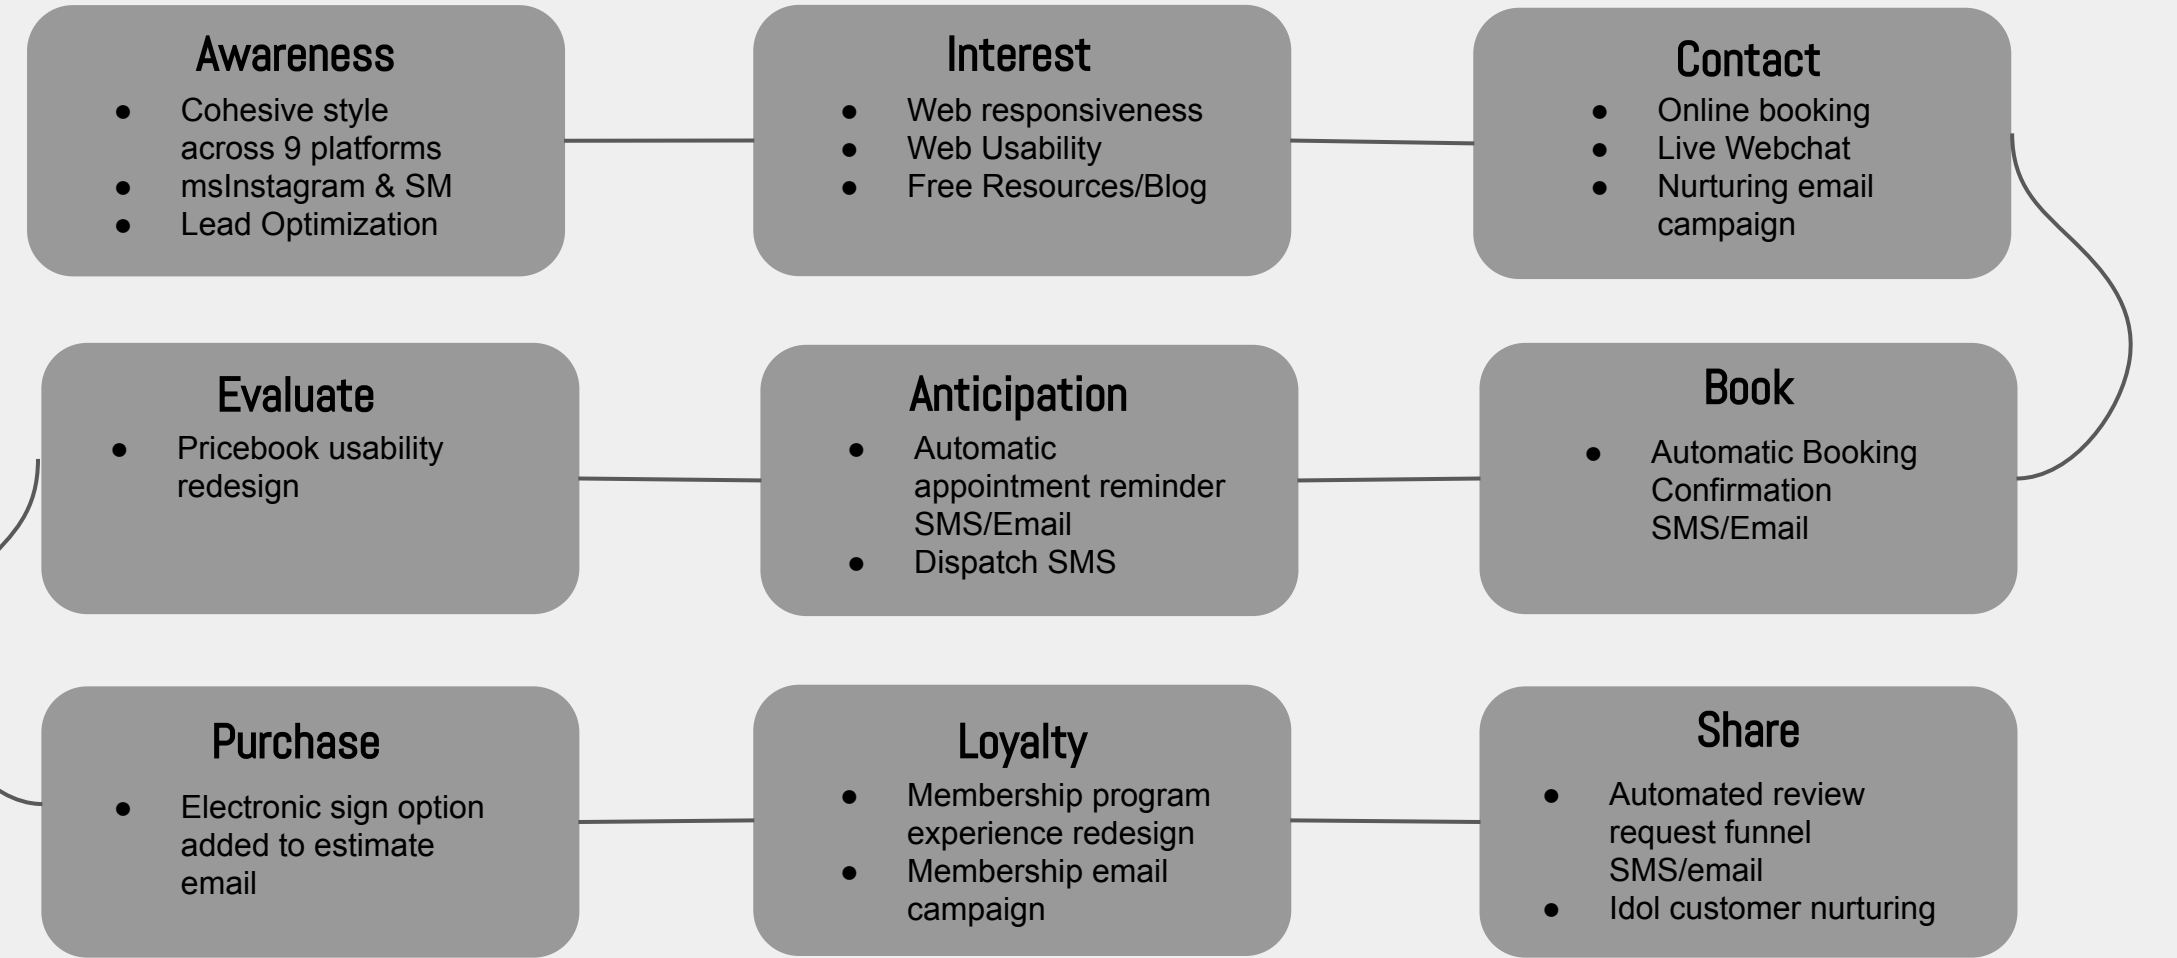 Awareness
● Cohesive style
across 9 platforms
● msInstagram & SM
● Lead Optimization
Interest
● Web responsiveness
● Web Usability
● Free Resources/Blog
Contact
● Online booking
● Live Webchat
● Nurturing email
campaign
Book
● Automatic Booking
Confirmation
SMS/Email
Anticipation
● Automatic
appointment reminder
SMS/Email
● Dispatch SMS
Evaluate
● Pricebook usability
redesign
Purchase
● Electronic sign option
added to estimate
email
Loyalty
● Membership program
experience redesign
● Membership email
campaign
Share
● Automated review
request funnel
SMS/email
● Idol customer nurturing